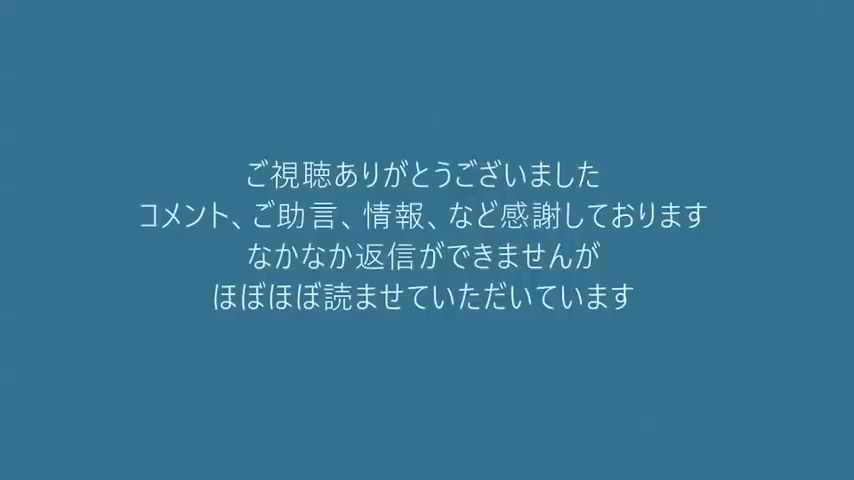 ご視聴ありがとうございました
コメント、ご助言、情報、など感謝しております
なかなか返信ができませんが
ほぼほぼ読ませていただいています